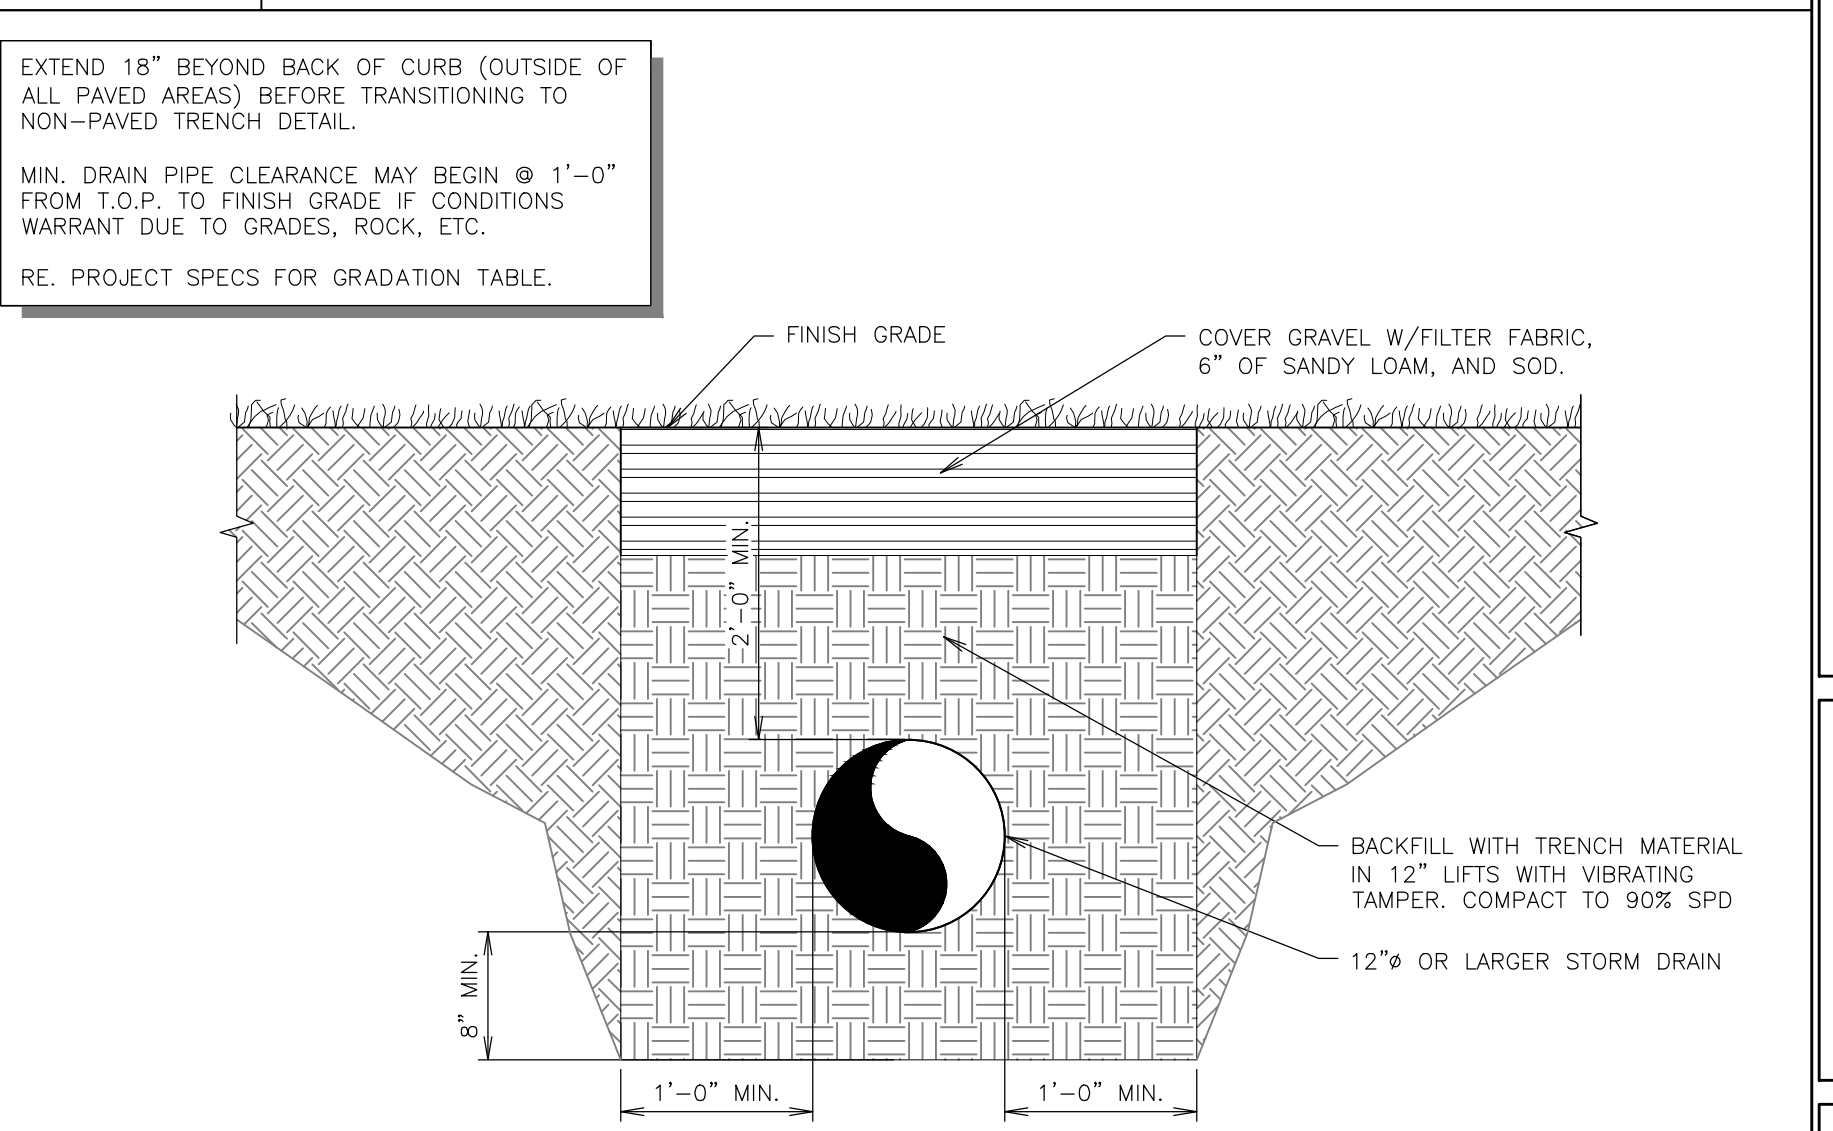 EXTEND 18” BEYOND BACK OF CURB (OUTSIDE OF
ALL PAVED AREAS) BEFORE TRANSITIONING TO
NON-PAVED TRENCH DETAIL.
MIN. DRAIN PIPE CLEARANCE MAY BEGIN @ 1'-0”
FROM T.O.P. TO FINISH GRADE IF CONDITIONS
WARRANT DUE TO GRADES, ROCK, ETC.
RE. PROJECT SPECS FOR GRADATION TABLE.
FINISH GRADE
COVER GRAVEL W/FILTER FABRIC,
6” OF SANDY LOAM, AND SOD.
2'-0” MIN.
BACKFILL WITH TRENCH MATERIAL
IN 12” LIFTS WITH VIBRATING
TAMPER. COMPACT TO 90% SPD
12”ø OR LARGER STORM DRAIN
8” MIN.
1'-0” MIN.
1'-0” MIN.